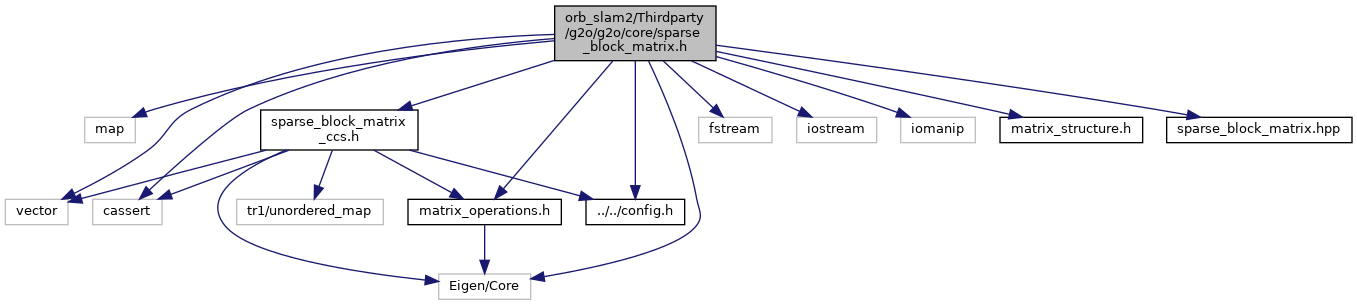 orb_slam2/Thirdparty
/g2o/g2o/core/sparse
_block_matrix.h
map
sparse_block_matrix
_ccs.h
fstream
iostream
iomanip
matrix_structure.h
sparse_block_matrix.hpp
vector
cassert
tr1/unordered_map
matrix_operations.h
../../config.h
Eigen/Core